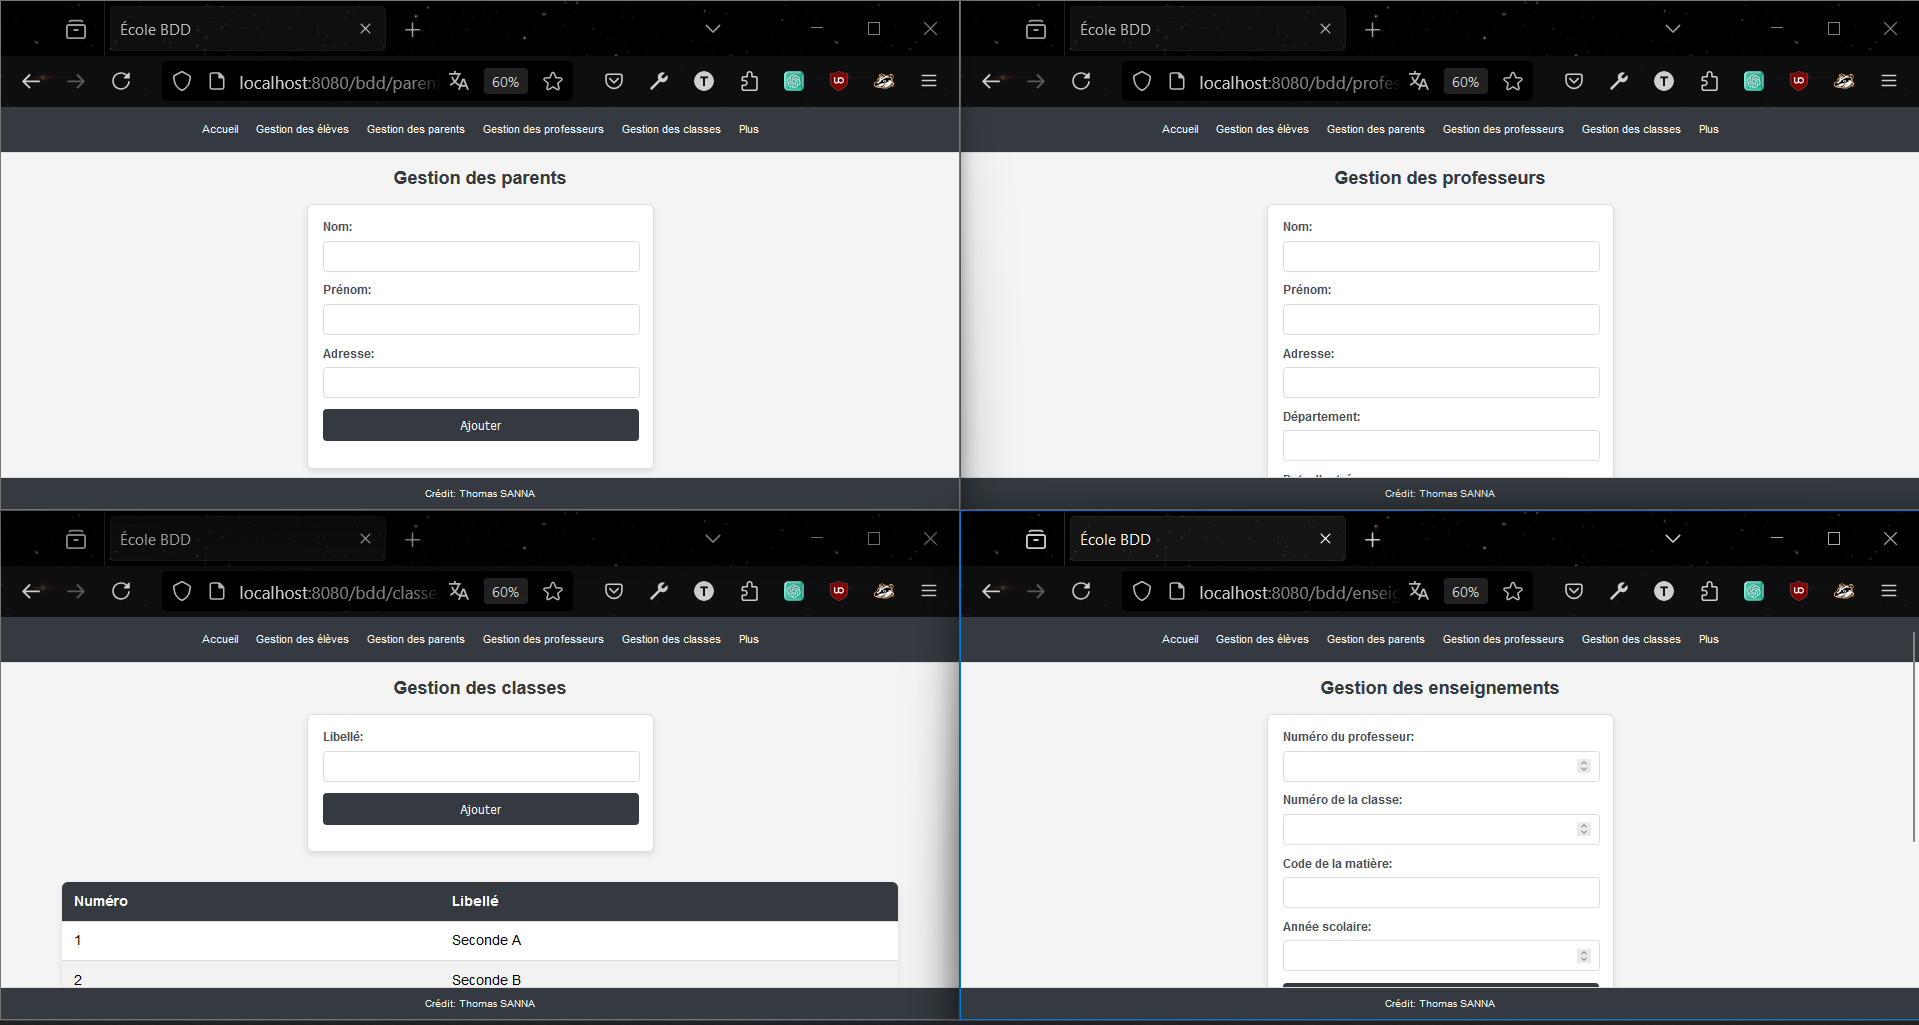 École BDD
localhost:8080/bdd/paren
60%
Accueil Gestion des élèves Gestion des parents Gestion des professeurs Gestion des classes Plus
Gestion des parents
Nom:
Prénom:
Adresse:
Ajouter
Crédit: Thomas SANNA
École BDD
localhost:8080/bdd/profes
60%
Accueil Gestion des élèves Gestion des parents Gestion des professeurs Gestion des classes Plus
Gestion des professeurs
Nom:
Prénom:
Adresse:
Département:
Crédit: Thomas SANNA
École BDD
localhost:8080/bdd/classe
60%
Accueil Gestion des élèves Gestion des parents Gestion des professeurs Gestion des classes Plus
Gestion des classes
Libellé:
Ajouter
Numéro Libellé
1 Seconde A
2 Seconde B
Crédit: Thomas SANNA
École BDD
localhost:8080/bdd/enseig
60%
Accueil Gestion des élèves Gestion des parents Gestion des professeurs Gestion des classes Plus
Gestion des enseignements
Numéro du professeur:
Numéro de la classe:
Code de la matière:
Année scolaire:
Crédit: Thomas SANNA